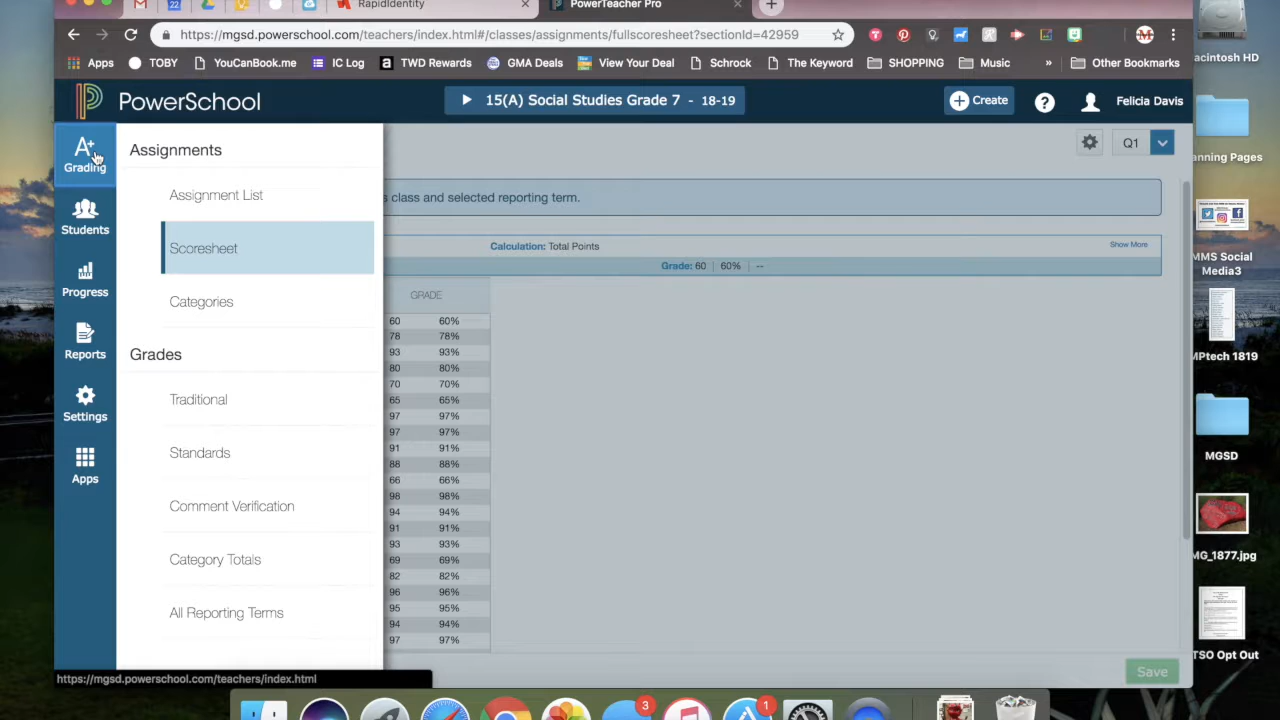 RapidIdentity
PowerTeacher Pro
https://mgsd.powerschool.com/teachers/index.html#/classes/assignments/fullscoresheet?sectionId=42959
Apps
TOBY
YouCanBook.me
IC Log
TWD Rewards
GMA Deals
View Your Deal
Schrock
The Keyword
SHOPPING
Music
»
Other Bookmarks
PowerSchool
15(A) Social Studies Grade 7 - 18-19
Create
?
Felicia Davis
A+
Grading
Students
Progress
Reports
Settings
Apps
Assignments
Assignment List
Scoresheet
Categories
Grades
Traditional
Standards
Comment Verification
Category Totals
All Reporting Terms
Q1
class and selected reporting term.
Calculation: Total Points
Show More
Grade: 60 | 60% | --
GRADE
60 60%
78 78%
93 93%
80 80%
70 70%
65 65%
97 97%
97 97%
91 91%
88 88%
66 66%
98 98%
94 94%
91 91%
93 93%
69 69%
82 82%
96 96%
95 95%
94 94%
97 97%
Save
https://mgsd.powerschool.com/teachers/index.html
acintosh HD
anning Pages
MMS Social
Media3
MPtech 1819
MGSD
MG_1877.jpg
TSO Opt Out
3
1